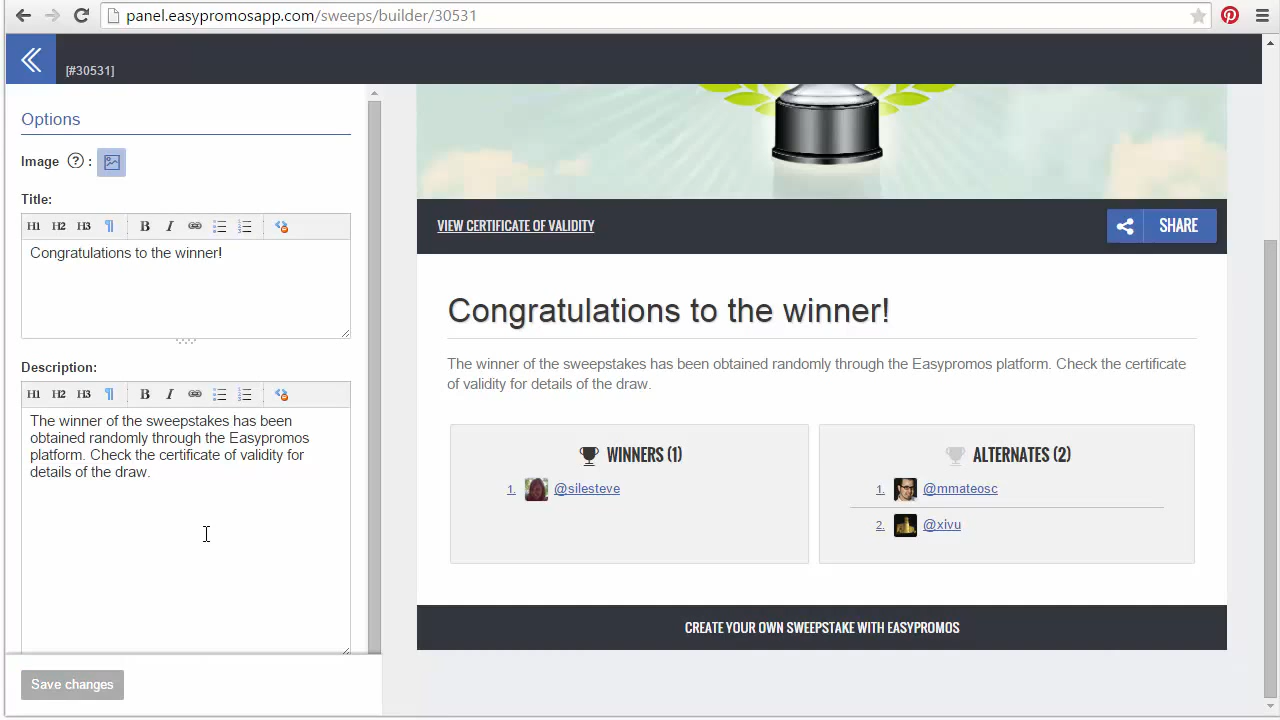 panel.easypromosapp.com/sweeps/builder/30531
[#30531]
Options
Image ? :
Title:
H1 H2 H3 ¶ B I
Congratulations to the winner!
Description:
H1 H2 H3 ¶ B I
The winner of the sweepstakes has been
obtained randomly through the Easypromos
platform. Check the certificate of validity for
details of the draw.
Save changes
VIEW CERTIFICATE OF VALIDITY
SHARE
Congratulations to the winner!
The winner of the sweepstakes has been obtained randomly through the Easypromos platform. Check the certificate
of validity for details of the draw.
WINNERS (1)
1. @silesteve
ALTERNATES (2)
1. @mmateosc
2. @xivu
CREATE YOUR OWN SWEEPSTAKE WITH EASYPROMOS